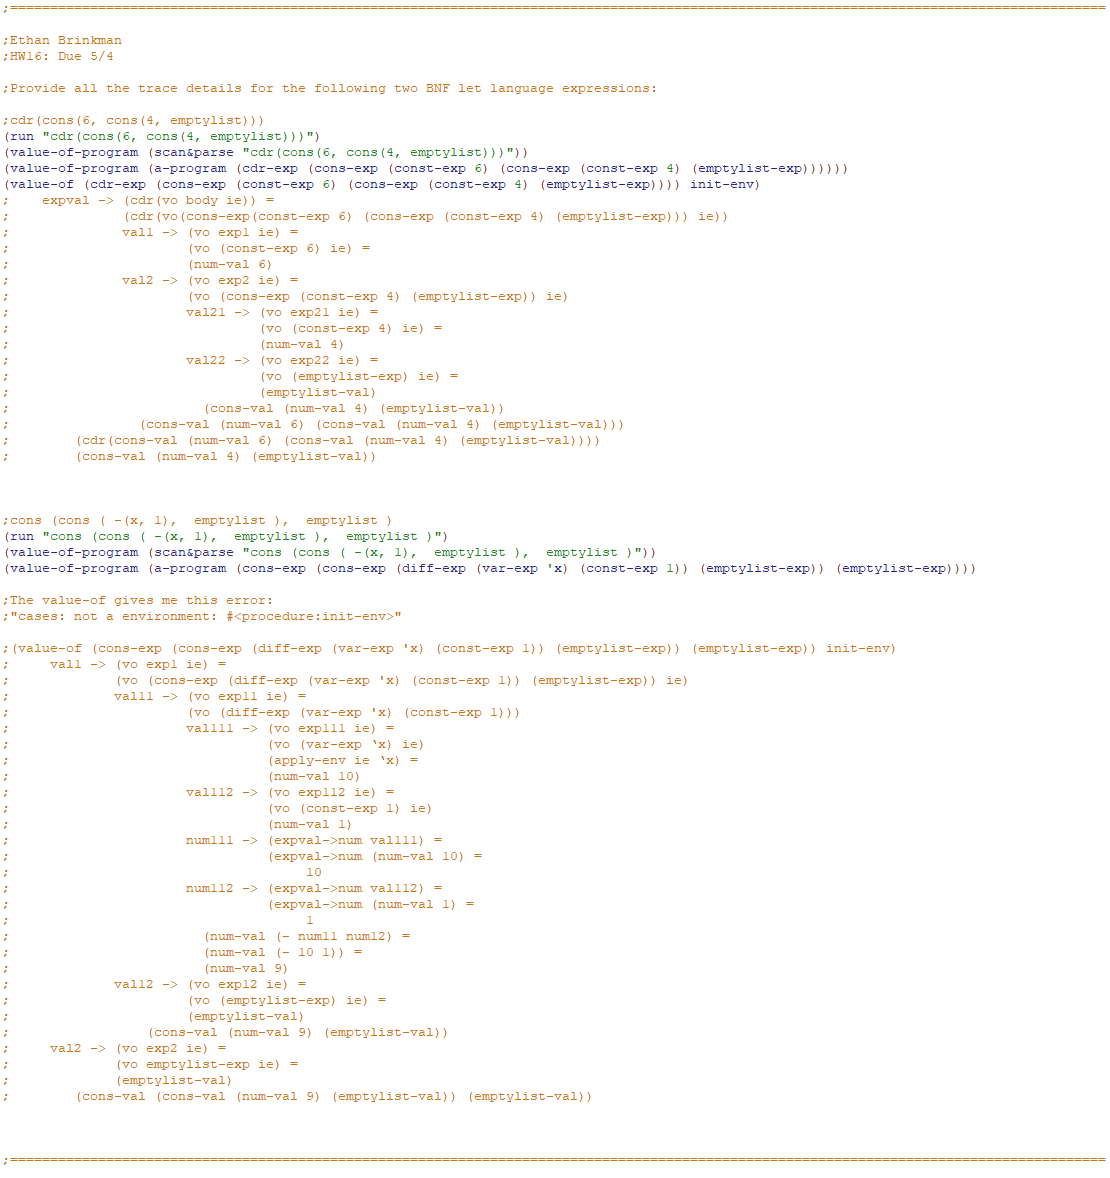 ;==========================================================================================================================================
;Ethan Brinkman
;HW16: Due 5/4
;Provide all the trace details for the following two BNF let language expressions:
;cdr(cons(6, cons(4, emptylist)))
(run "cdr(cons(6, cons(4, emptylist)))")
(value-of-program (scan&parse "cdr(cons(6, cons(4, emptylist)))"))
(value-of-program (a-program (cdr-exp (cons-exp (const-exp 6) (cons-exp (const-exp 4) (emptylist-exp))))))
(value-of (cdr-exp (cons-exp (const-exp 6) (cons-exp (const-exp 4) (emptylist-exp)))) init-env)
;    expval -> (cdr(vo body ie)) =
;              (cdr(vo(cons-exp(const-exp 6) (cons-exp (const-exp 4) (emptylist-exp))) ie))
;              val1 -> (vo exp1 ie) =
;                      (vo (const-exp 6) ie) =
;                      (num-val 6)
;              val2 -> (vo exp2 ie) =
;                      (vo (cons-exp (const-exp 4) (emptylist-exp)) ie)
;                      val21 -> (vo exp21 ie) =
;                               (vo (const-exp 4) ie) =
;                               (num-val 4)
;                      val22 -> (vo exp22 ie) =
;                               (vo (emptylist-exp) ie) =
;                               (emptylist-val)
;                        (cons-val (num-val 4) (emptylist-val))
;                (cons-val (num-val 6) (cons-val (num-val 4) (emptylist-val)))
;        (cdr(cons-val (num-val 6) (cons-val (num-val 4) (emptylist-val))))
;        (cons-val (num-val 4) (emptylist-val))
;cons (cons ( -(x, 1),  emptylist ),  emptylist )
(run "cons (cons ( -(x, 1),  emptylist ),  emptylist )")
(value-of-program (scan&parse "cons (cons ( -(x, 1),  emptylist ),  emptylist )"))
(value-of-program (a-program (cons-exp (cons-exp (diff-exp (var-exp 'x) (const-exp 1)) (emptylist-exp)) (emptylist-exp))))
;The value-of gives me this error:
;"cases: not a environment: #<procedure:init-env>"
;(value-of (cons-exp (cons-exp (diff-exp (var-exp 'x) (const-exp 1)) (emptylist-exp)) (emptylist-exp)) init-env)
;     val1 -> (vo exp1 ie) =
;             (vo (cons-exp (diff-exp (var-exp 'x) (const-exp 1)) (emptylist-exp)) ie)
;             val11 -> (vo exp11 ie) =
;                      (vo (diff-exp (var-exp 'x) (const-exp 1)))
;                      val111 -> (vo exp111 ie) =
;                                (vo (var-exp ‘x) ie)
;                                (apply-env ie ‘x) =
;                                (num-val 10)
;                      val112 -> (vo exp112 ie) =
;                                (vo (const-exp 1) ie)
;                                (num-val 1)
;                      num111 -> (expval->num val111) =
;                                (expval->num (num-val 10) =
;                                     10
;                      num112 -> (expval->num val112) =
;                                (expval->num (num-val 1) =
;                                     1
;                        (num-val (- num11 num12) =
;                        (num-val (- 10 1)) =
;                        (num-val 9)
;             val12 -> (vo exp12 ie) =
;                      (vo (emptylist-exp) ie) =
;                      (emptylist-val)
;                 (cons-val (num-val 9) (emptylist-val))
;     val2 -> (vo exp2 ie) =
;             (vo emptylist-exp ie) =
;             (emptylist-val)
;        (cons-val (cons-val (num-val 9) (emptylist-val)) (emptylist-val))
;==========================================================================================================================================